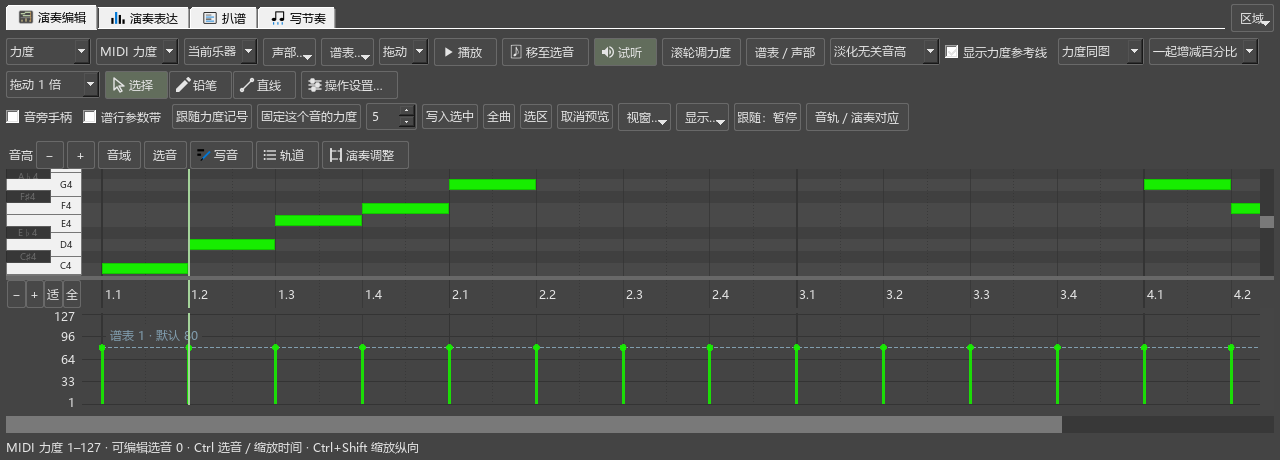 演奏编辑 演奏表达 扒谱 写节奏 区域
力度 MIDI 力度 当前乐器 声部... 谱表... 拖动 播放 移至选音 试听 滚轮调力度 谱表 / 声部 淡化无关音高 显示力度参考线 力度同图 一起增减百分比
拖动 1 倍 选择 铅笔 直线 操作设置...
音旁手柄 谱行参数带 跟随力度记号 固定这个音的力度 5 写入选中 全曲 选区 取消预览 视窗... 显示... 跟随：暂停 音轨 / 演奏对应
音高 − + 音域 选音 写音 轨道 演奏调整
A♭4
G4
F♯4
F4
E4
E♭4
D4
C♯4
C4
− + 适 全 1.1 1.2 1.3 1.4 2.1 2.2 2.3 2.4 3.1 3.2 3.3 3.4 4.1 4.2
127
96 谱表 1 · 默认 80
64
33
1
MIDI 力度 1–127 · 可编辑选音 0 · Ctrl 选音 / 缩放时间 · Ctrl+Shift 缩放纵向